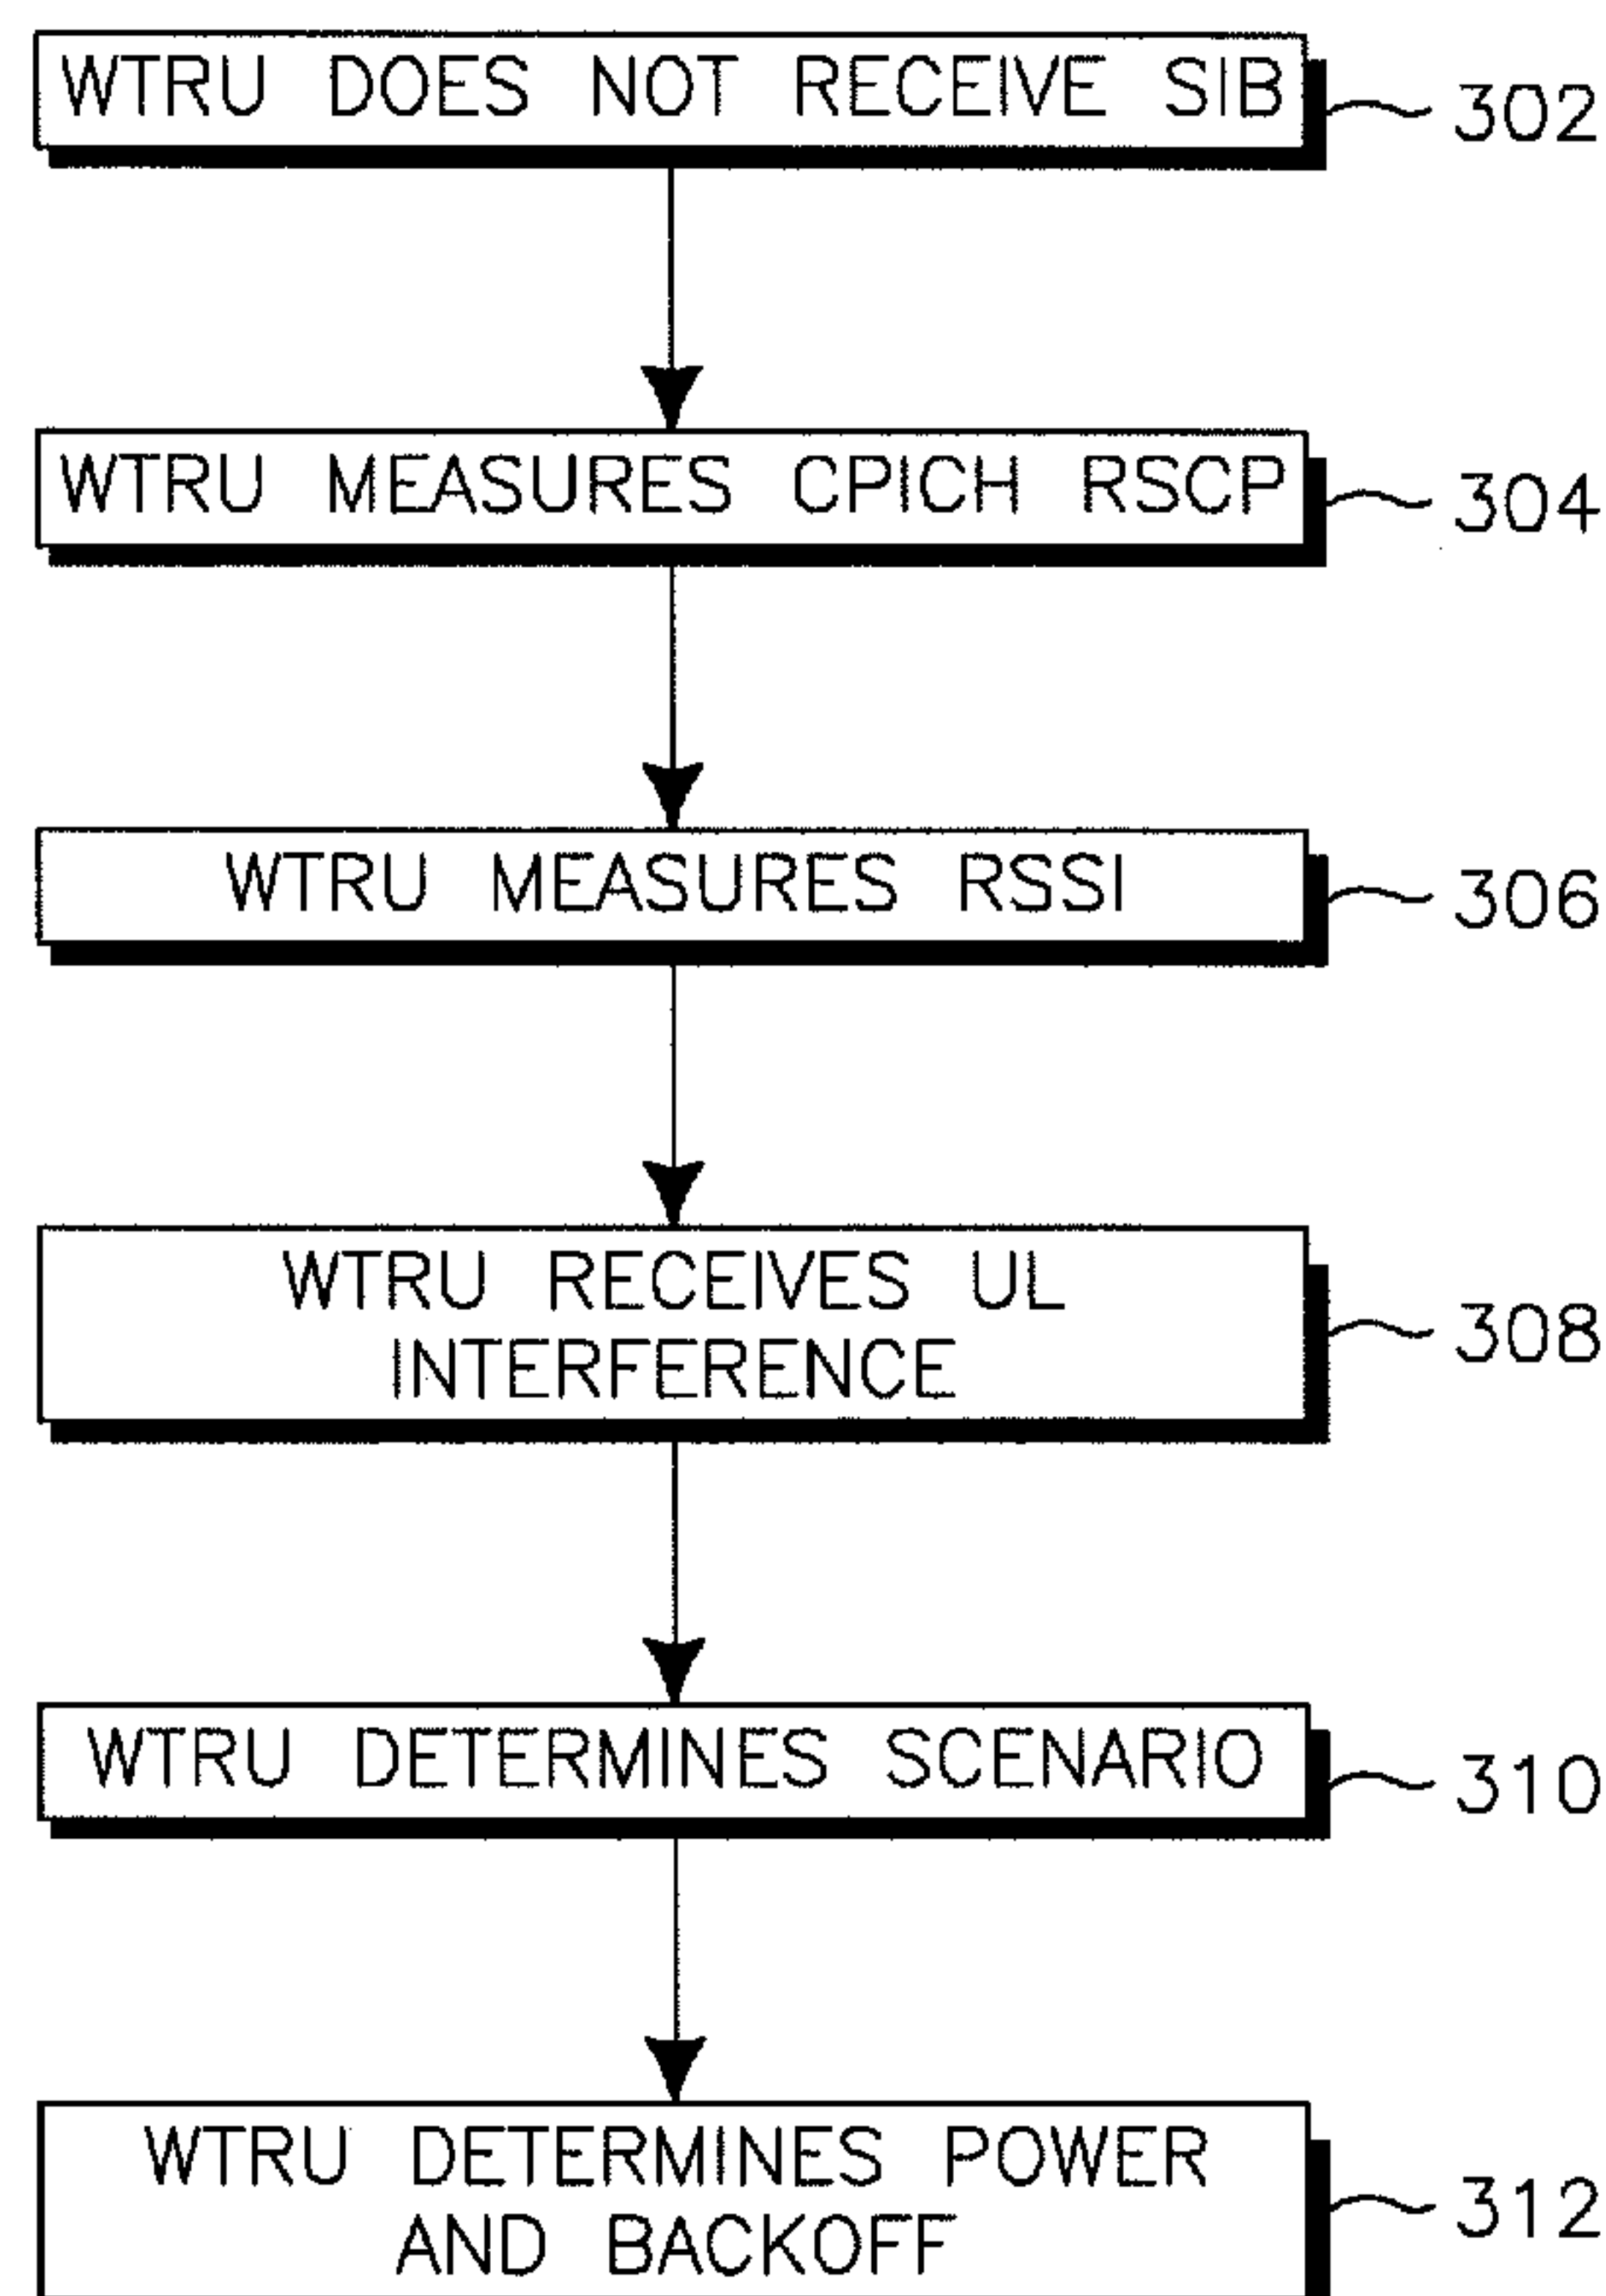 WTRU DOES NOT RECEIVE SIB
302
WTRU MEASURES CPICH RSCP
304
WTRU MEASURES RSSI
306
WTRU RECEIVES UL
INTERFERENCE
308
WTRU DETERMINES SCENARIO
310
WTRU DETERMINES POWER
AND BACKOFF
312